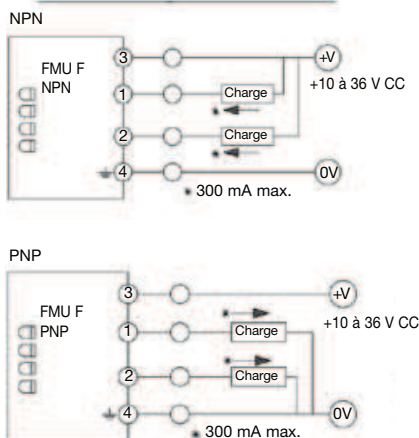 NPN
3
FMU F
NPN
+V
+10 à 36 V CC
1
Charge
2
Charge
4
0V
* 300 mA max.
PNP
3
+V
+10 à 36 V CC
FMU F
PNP
1
Charge
2
Charge
4
0V
* 300 mA max.